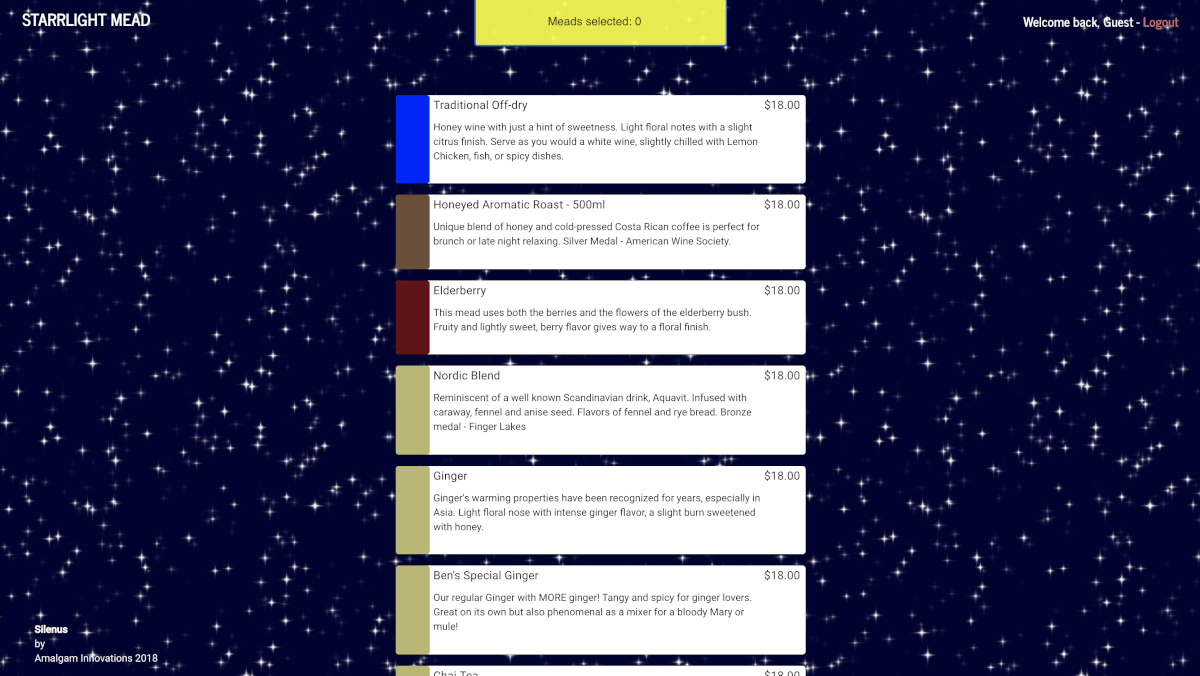 STARRLIGHT MEAD
Meads selected: 0
Welcome back, Guest - Logout
Traditional Off-dry $18.00
Honey wine with just a hint of sweetness. Light floral notes with a slight
citrus finish. Serve as you would a white wine, slightly chilled with Lemon
Chicken, fish, or spicy dishes.
Honeyed Aromatic Roast - 500ml $18.00
Unique blend of honey and cold-pressed Costa Rican coffee is perfect for
brunch or late night relaxing. Silver Medal - American Wine Society.
Elderberry $18.00
This mead uses both the berries and the flowers of the elderberry bush.
Fruity and lightly sweet, berry flavor gives way to a floral finish.
Nordic Blend $18.00
Reminiscent of a well known Scandinavian drink, Aquavit. Infused with
caraway, fennel and anise seed. Flavors of fennel and rye bread. Bronze
medal - Finger Lakes
Ginger $18.00
Ginger's warming properties have been recognized for years, especially in
Asia. Light floral nose with intense ginger flavor, a slight burn sweetened
with honey.
Ben's Special Ginger $18.00
Our regular Ginger with MORE ginger! Tangy and spicy for ginger lovers.
Great on its own but also phenomenal as a mixer for a bloody Mary or
mule!
Chai Tea $18.00
Silenus
by
Amalgam Innovations 2018